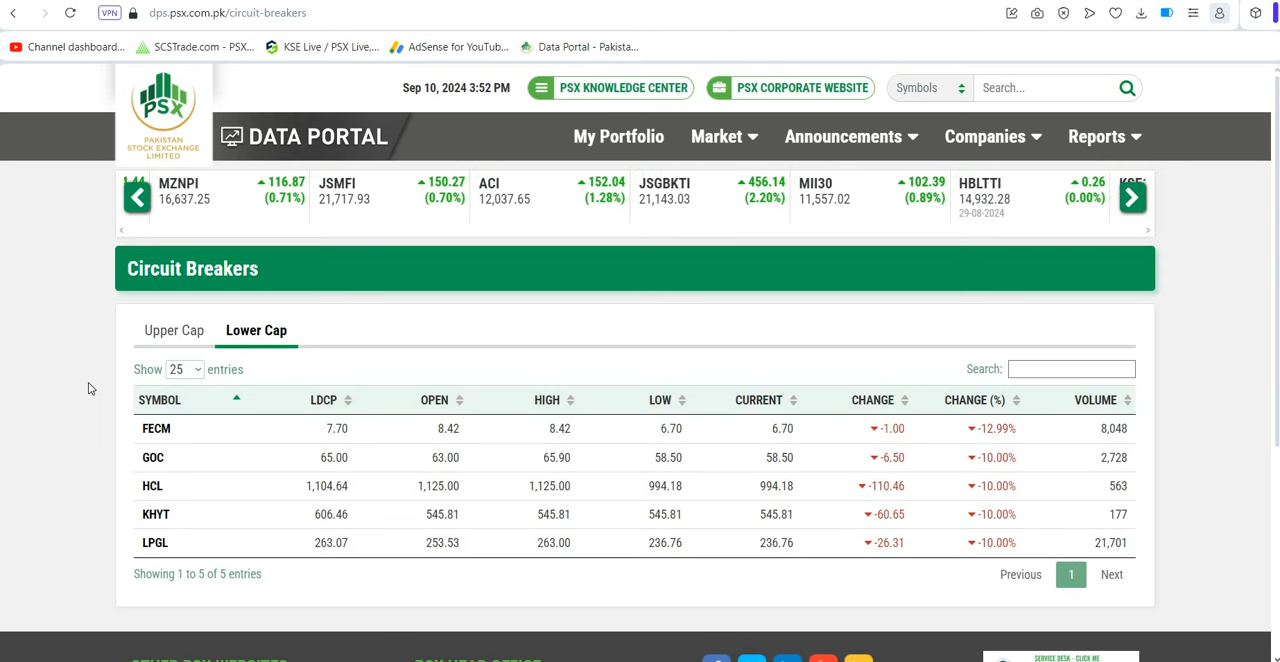 VPN dps.psx.com.pk/circuit-breakers
Channel dashboard... SCSTrade.com - PSX... KSE Live / PSX Live,... AdSense for YouTub... Data Portal - Pakista...
Sep 10, 2024 3:52 PM PSX KNOWLEDGE CENTER PSX CORPORATE WEBSITE Symbols Search...
PSX
PAKISTAN
STOCK EXCHANGE
LIMITED
DATA PORTAL My Portfolio Market Announcements Companies Reports
MZNPI 116.87 JSMFI 150.27 ACI 152.04 JSGBKTI 456.14 MII30 102.39 HBLTTI 0.26
16,637.25 (0.71%) 21,717.93 (0.70%) 12,037.65 (1.28%) 21,143.03 (2.20%) 11,557.02 (0.89%) 14,932.28 (0.00%)
29-08-2024
Circuit Breakers
Upper Cap Lower Cap
Show 25 entries Search:
SYMBOL LDCP OPEN HIGH LOW CURRENT CHANGE CHANGE (%) VOLUME
FECM 7.70 8.42 8.42 6.70 6.70 -1.00 -12.99% 8,048
GOC 65.00 63.00 65.90 58.50 58.50 -6.50 -10.00% 2,728
HCL 1,104.64 1,125.00 1,125.00 994.18 994.18 -110.46 -10.00% 563
KHYT 606.46 545.81 545.81 545.81 545.81 -60.65 -10.00% 177
LPGL 263.07 253.53 263.00 236.76 236.76 -26.31 -10.00% 21,701
Showing 1 to 5 of 5 entries Previous 1 Next
SERVICE DESK - CLICK ME